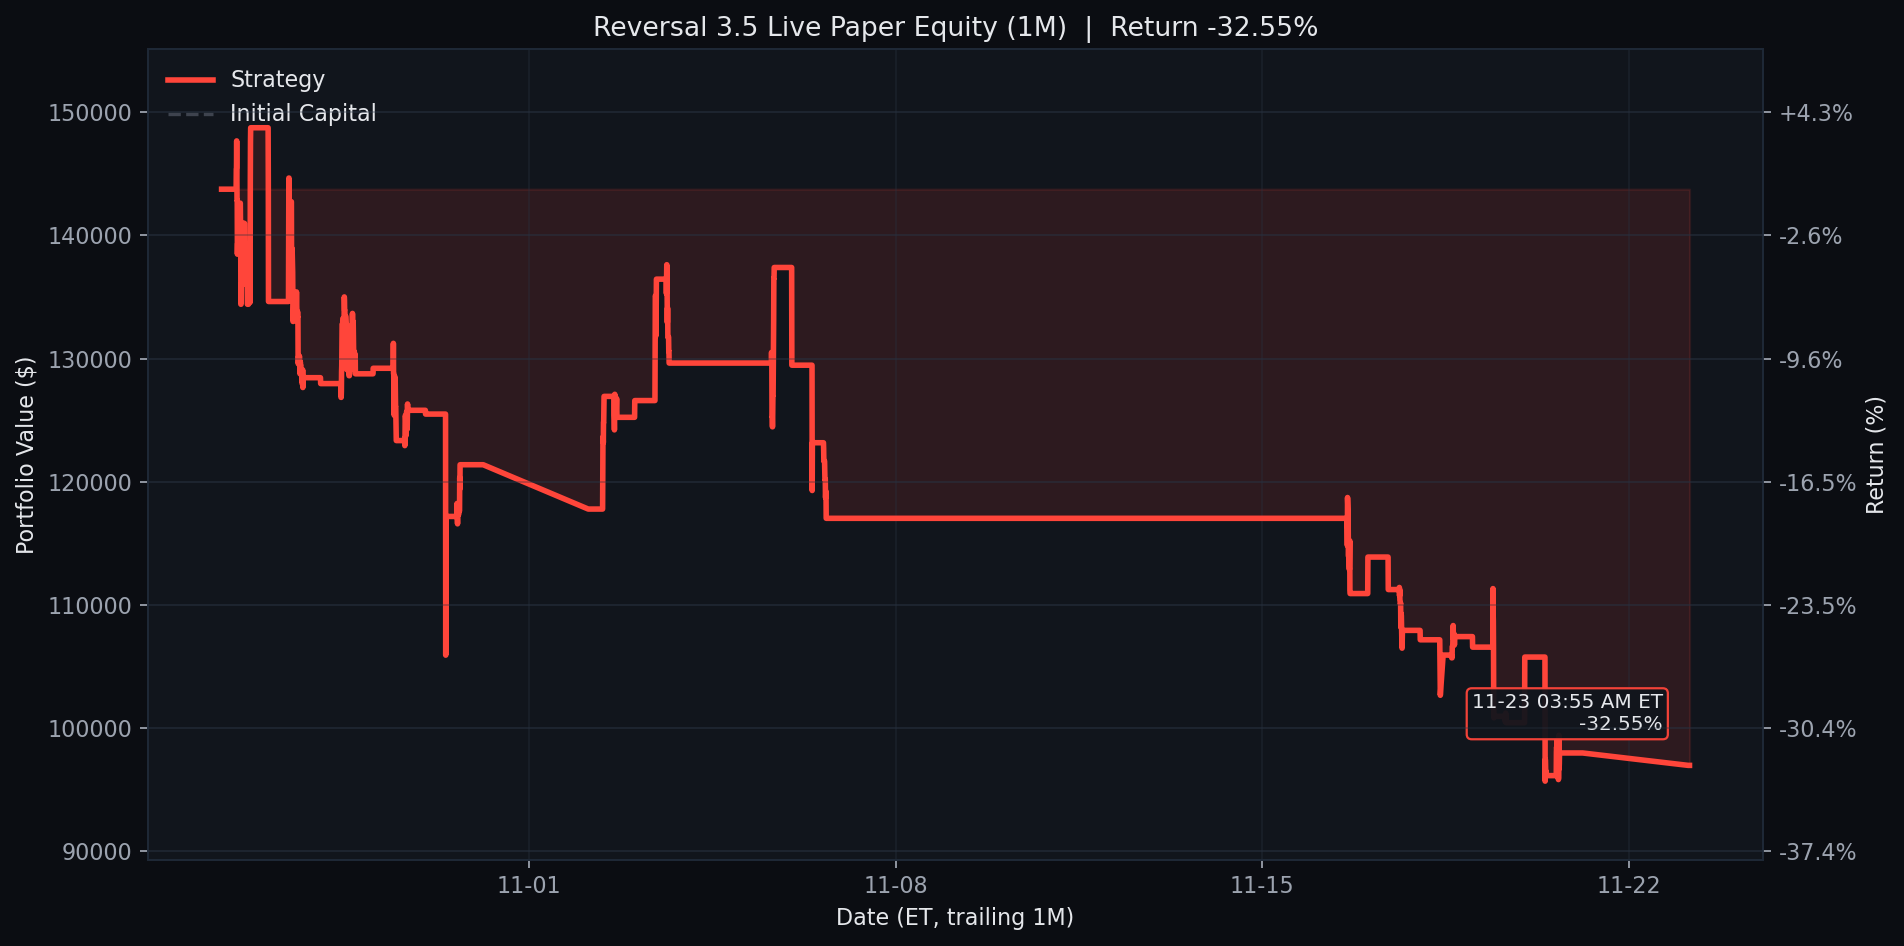 Reversal 3.5 Live Paper Equity (1M)  |  Return -32.55%
Strategy
Initial Capital
150000
140000
130000
120000
110000
100000
90000
Portfolio Value ($)
+4.3%
-2.6%
-9.6%
-16.5%
-23.5%
-30.4%
-37.4%
Return (%)
11-23 03:55 AM ET
-32.55%
11-01
11-08
11-15
11-22
Date (ET, trailing 1M)